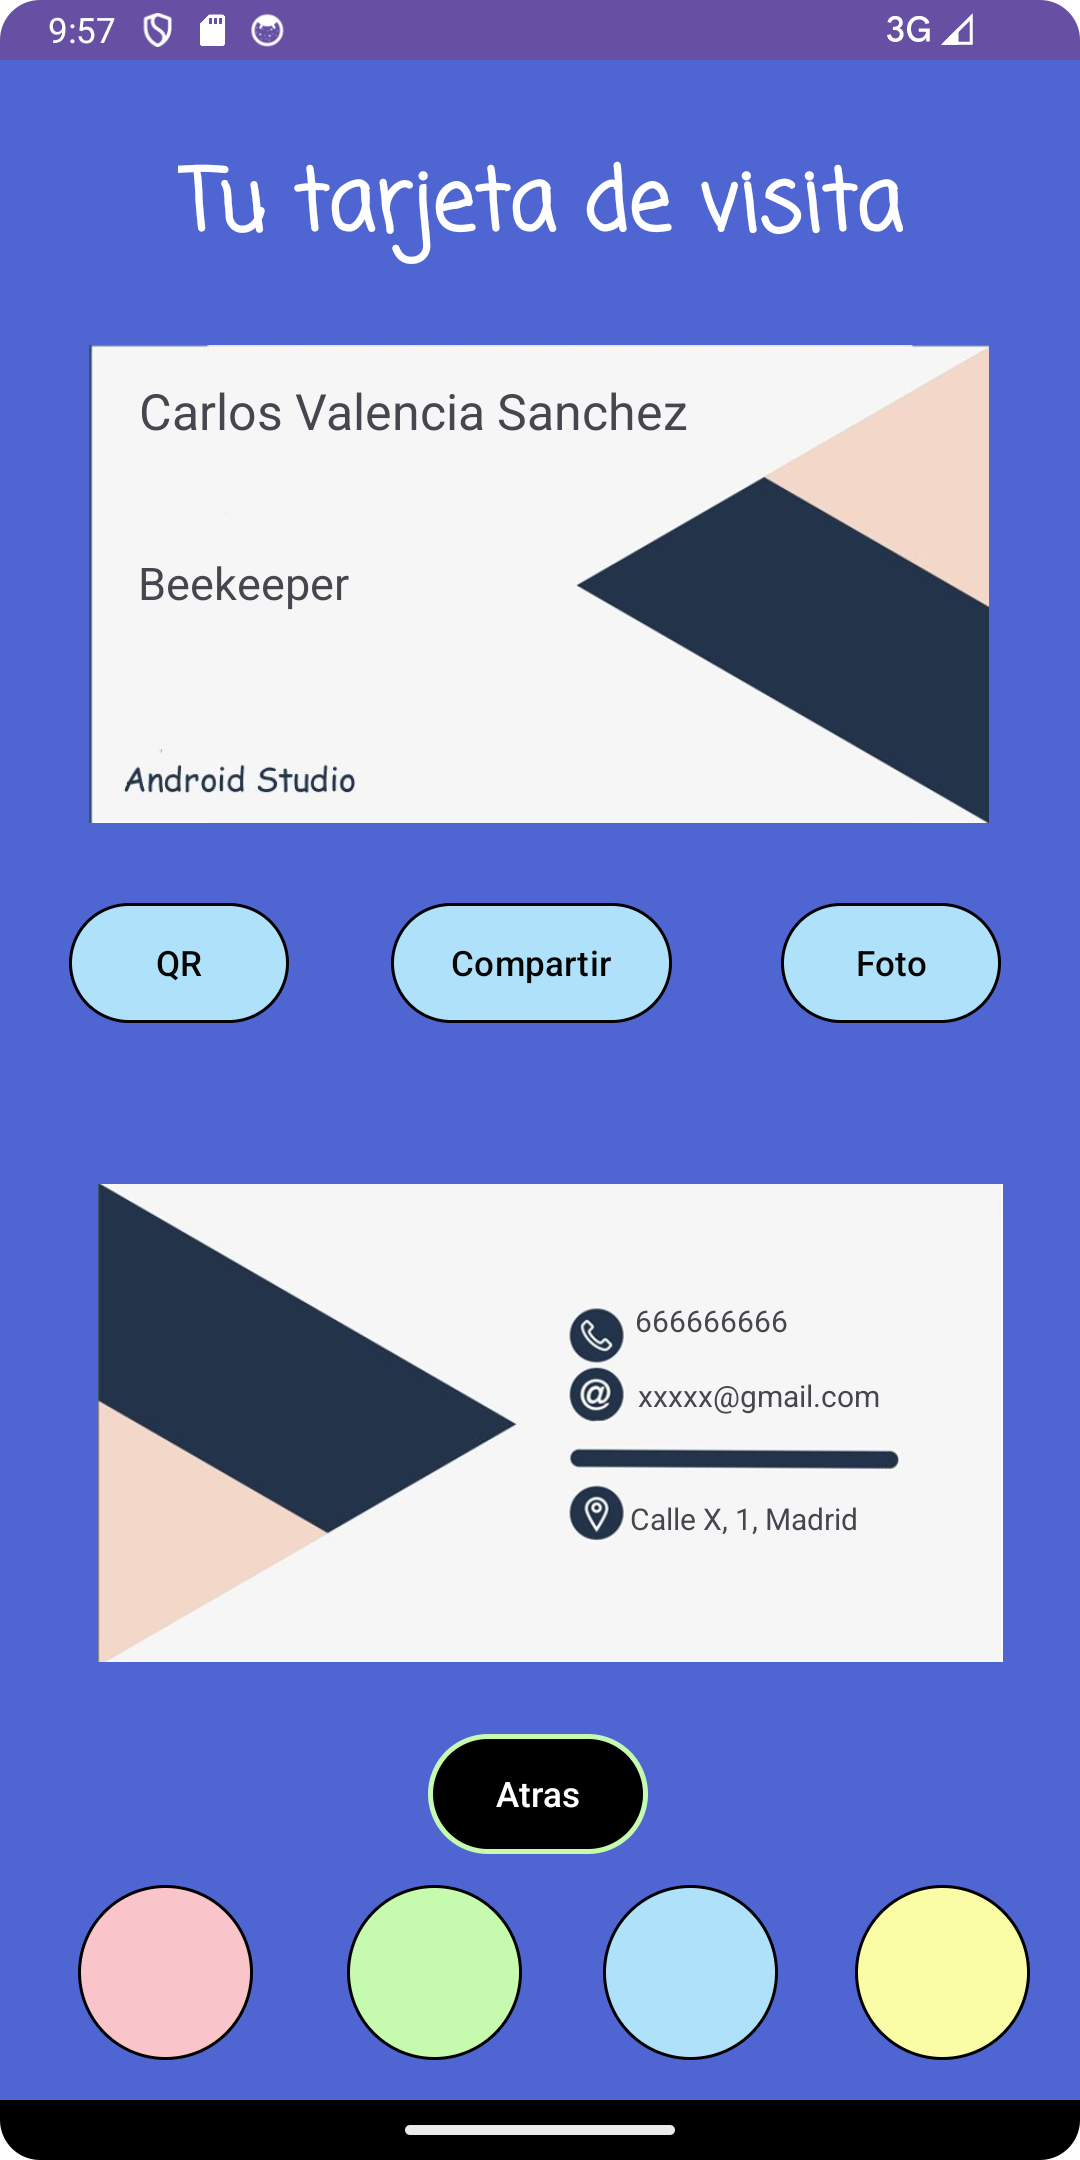 9:57
3G
Tu tarjeta de visita
Carlos Valencia Sanchez
Beekeeper
Android Studio
QR
Compartir
Foto
666666666
@
xxxxx@gmail.com
Calle X, 1, Madrid
Atras